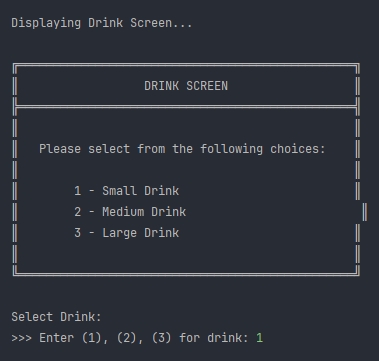 Displaying Drink Screen...
DRINK SCREEN
Please select from the following choices:
1 - Small Drink
2 - Medium Drink
3 - Large Drink
Select Drink:
>>> Enter (1), (2), (3) for drink: 1